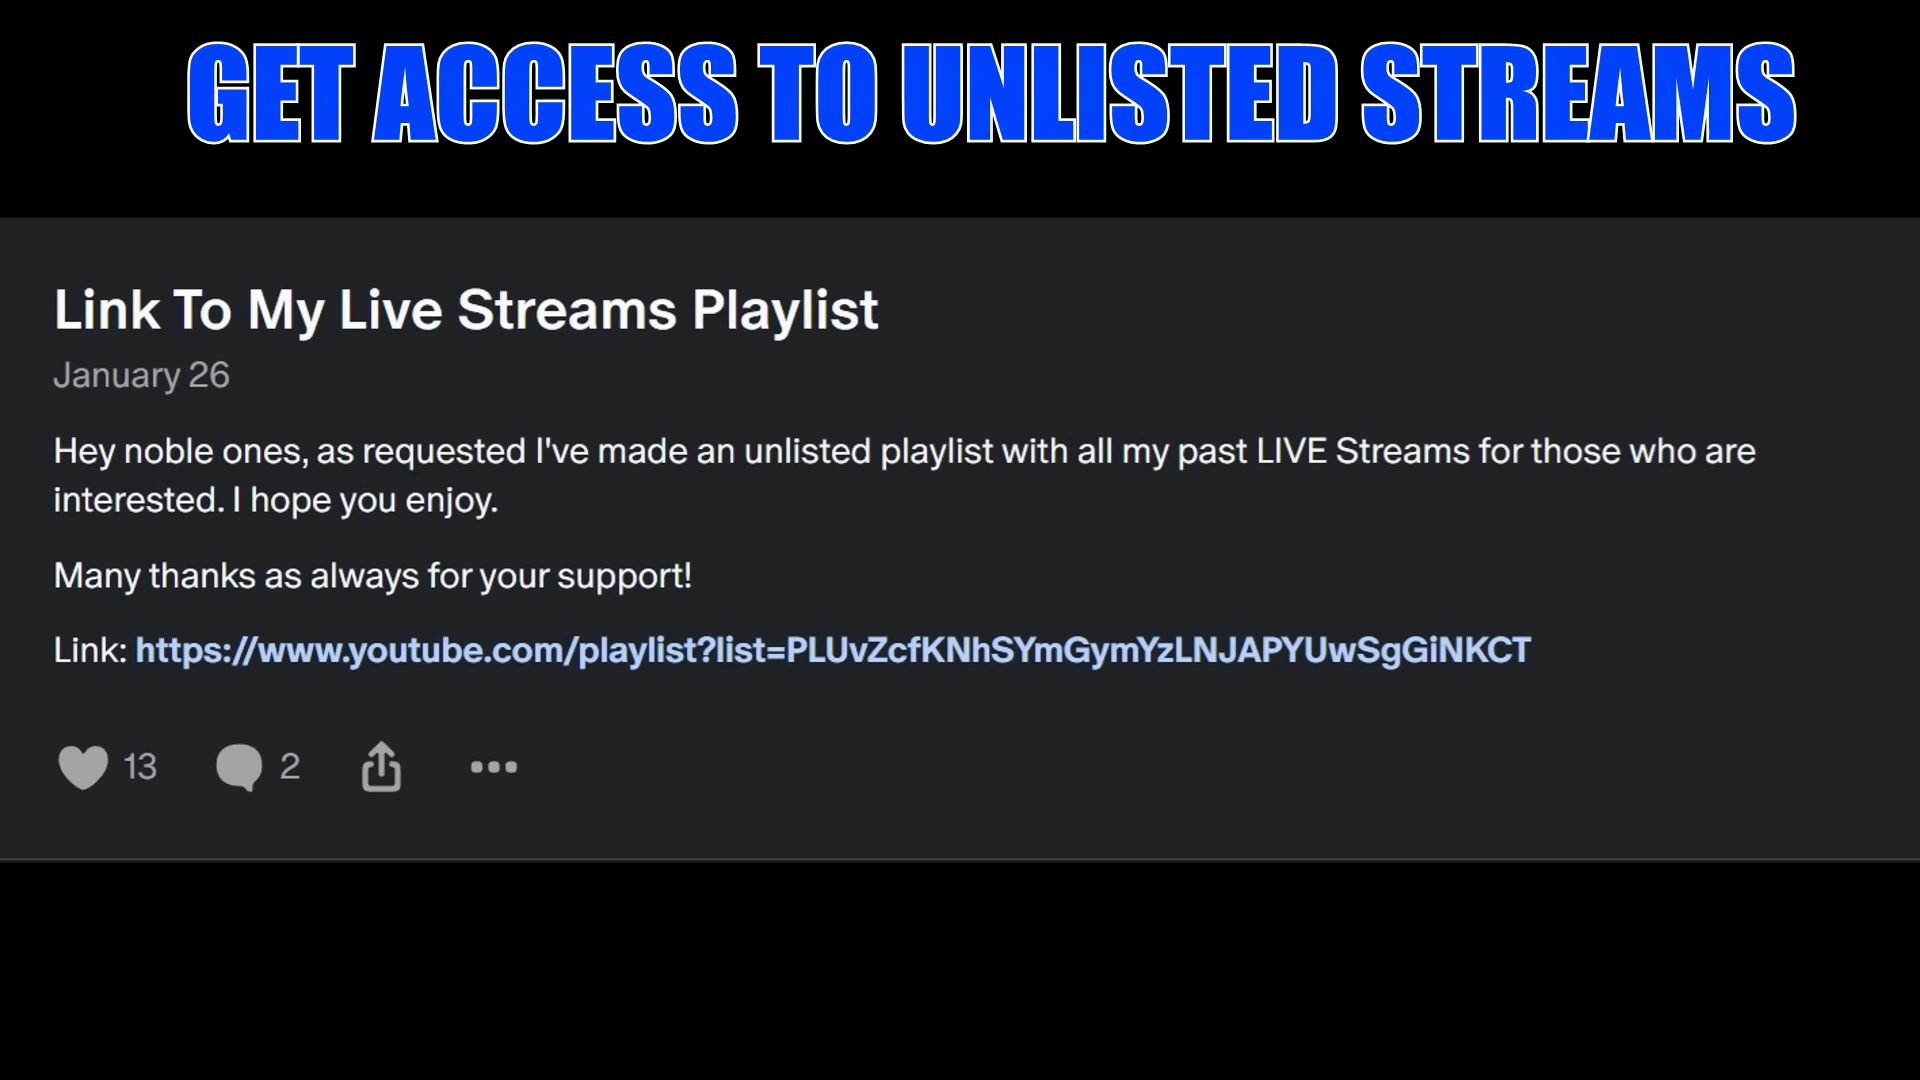 GET ACCESS TO UNLISTED STREAMS
Link To My Live Streams Playlist
January 26
Hey noble ones, as requested I've made an unlisted playlist with all my past LIVE Streams for those who are
interested. I hope you enjoy.
Many thanks as always for your support!
Link: https://www.youtube.com/playlist?list=PLUvZcfKNhSYmGymYzLNJAPYUwSgGiNKCT
13 2